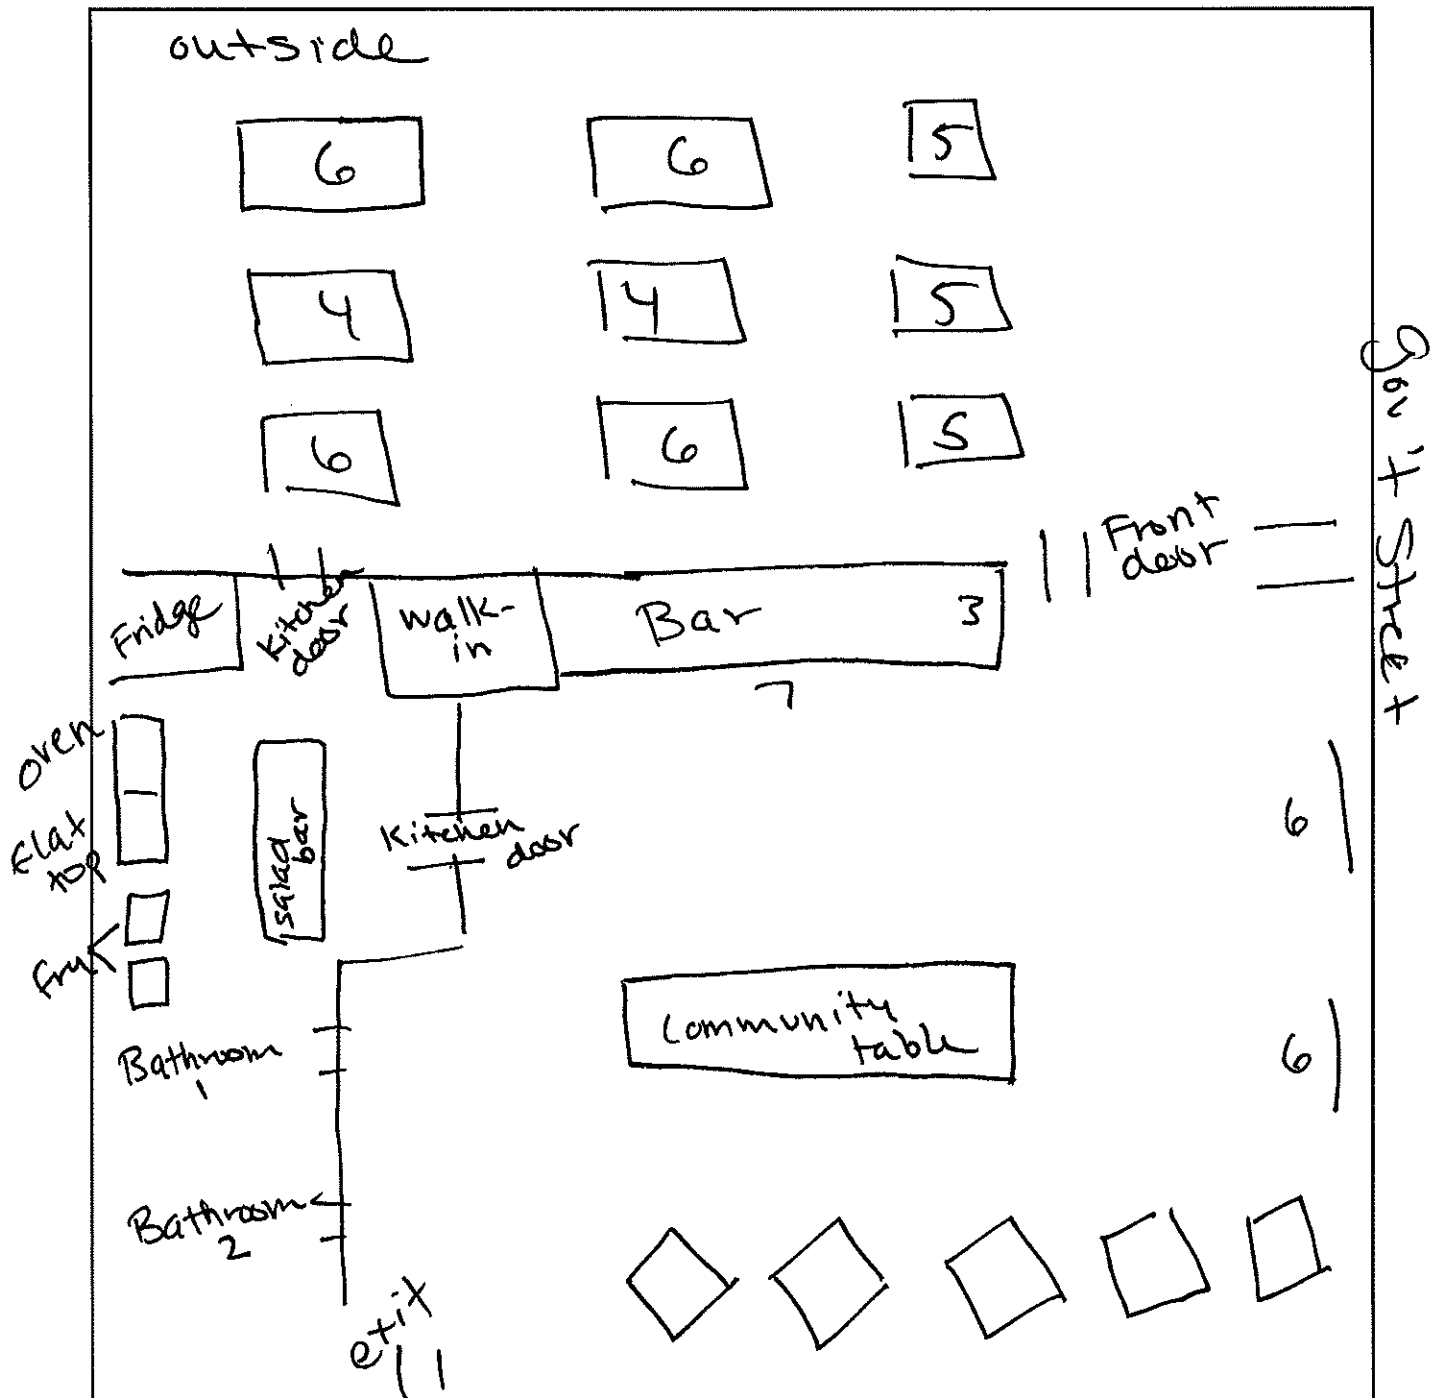 outside
6
6
5
4
4
5
6
6
5
Gov't Street
Front
door
Fridge
Kitchen
door
Walk-
in
Bar
3
7
oven
Flat
top
salad
bar
Kitchen
door
6
Fry
Community
table
6
Bathroom
1
Bathroom
2
exit